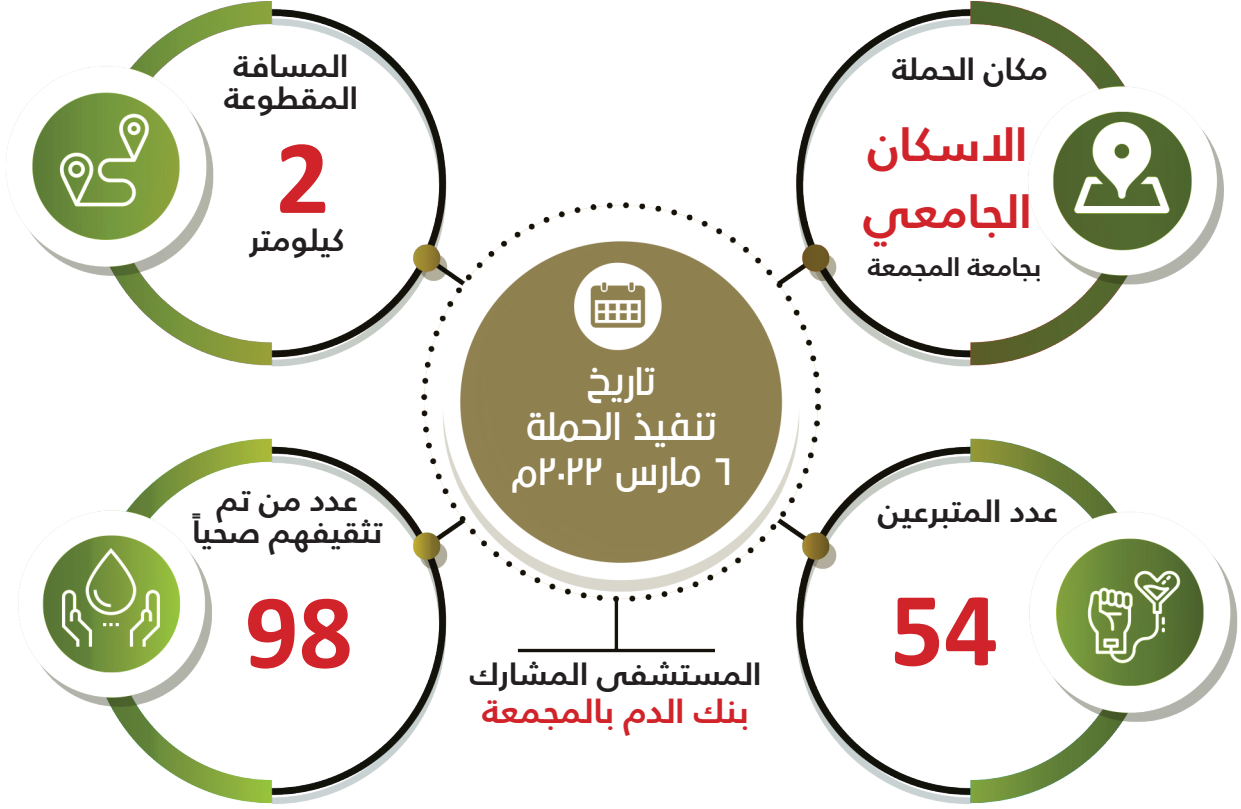 مكان الحملة
الاسكان
الجامعي
بجامعة المجمعة
المسافة
المقطوعة
2
كيلومتر
تاريخ
تنفيذ الحملة
٦ مارس ٢٠٢٢م
عدد المتبرعين
54
عدد من تم
تثقيفهم صحياً
98
المستشفى المشارك
بنك الدم بالمجمعة